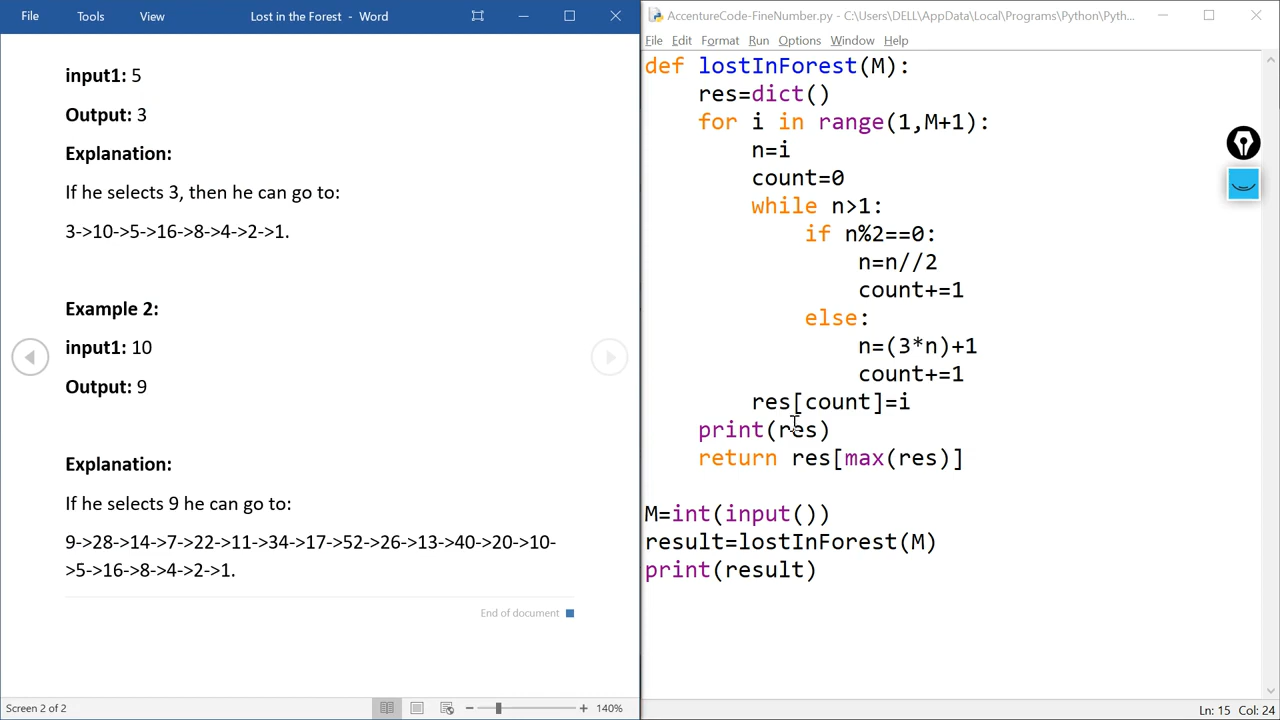 File Tools View Lost in the Forest - Word
input1: 5
Output: 3
Explanation:
If he selects 3, then he can go to:
3->10->5->16->8->4->2->1.
Example 2:
input1: 10
Output: 9
Explanation:
If he selects 9 he can go to:
9->28->14->7->22->11->34->17->52->26->13->40->20->10-
>5->16->8->4->2->1.
End of document
Screen 2 of 2 140%
AccentureCode-FineNumber.py - C:\Users\DELL\AppData\Local\Programs\Python\Pyth...
File Edit Format Run Options Window Help
def lostInForest(M):
    res=dict()
    for i in range(1,M+1):
        n=i
        count=0
        while n>1:
            if n%2==0:
                n=n//2
                count+=1
            else:
                n=(3*n)+1
                count+=1
        res[count]=i
    print(res)
    return res[max(res)]
M=int(input())
result=lostInForest(M)
print(result)
Ln: 15 Col: 24